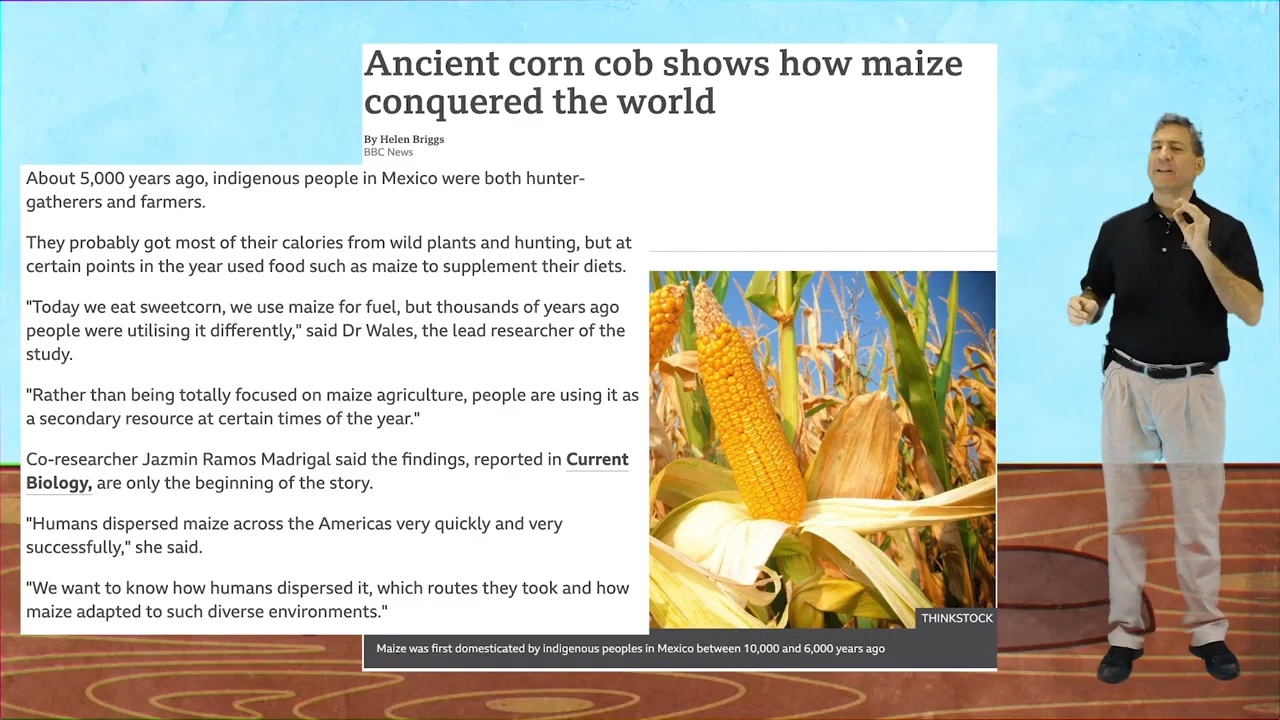 Ancient corn cob shows how maize
conquered the world
By Helen Briggs
BBC News
About 5,000 years ago, indigenous people in Mexico were both hunter-
gatherers and farmers.
They probably got most of their calories from wild plants and hunting, but at
certain points in the year used food such as maize to supplement their diets.
"Today we eat sweetcorn, we use maize for fuel, but thousands of years ago
people were utilising it differently," said Dr Wales, the lead researcher of the
study.
"Rather than being totally focused on maize agriculture, people are using it as
a secondary resource at certain times of the year."
Co-researcher Jazmin Ramos Madrigal said the findings, reported in Current
Biology, are only the beginning of the story.
"Humans dispersed maize across the Americas very quickly and very
successfully," she said.
"We want to know how humans dispersed it, which routes they took and how
maize adapted to such diverse environments."
THINKSTOCK
Maize was first domesticated by indigenous peoples in Mexico between 10,000 and 6,000 years ago